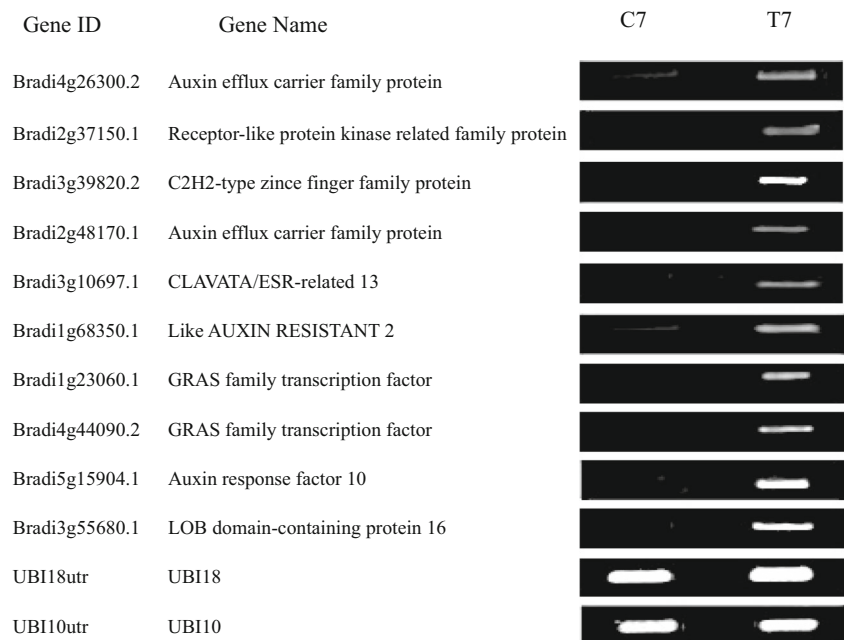 Gene ID Gene Name C7 T7
Bradi4g26300.2 Auxin efflux carrier family protein
Bradi2g37150.1 Receptor-like protein kinase related family protein
Bradi3g39820.2 C2H2-type zince finger family protein
Bradi2g48170.1 Auxin efflux carrier family protein
Bradi3g10697.1 CLAVATA/ESR-related 13
Bradi1g68350.1 Like AUXIN RESISTANT 2
Bradi1g23060.1 GRAS family transcription factor
Bradi4g44090.2 GRAS family transcription factor
Bradi5g15904.1 Auxin response factor 10
Bradi3g55680.1 LOB domain-containing protein 16
UBI18utr UBI18
UBI10utr UBI10